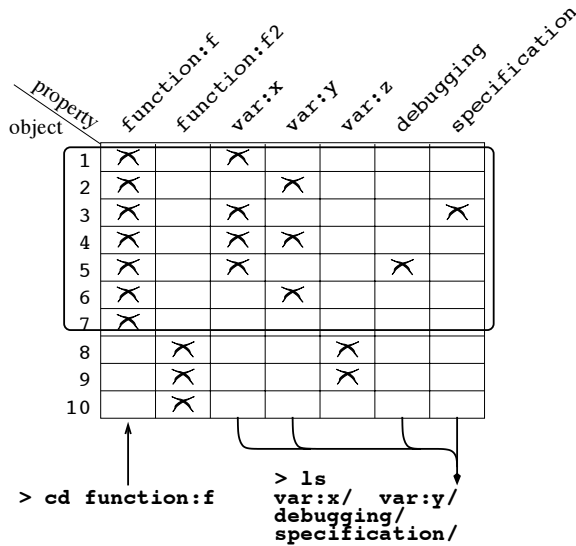 property
object
function:f
function:f2
var:x
var:y
var:z
debugging
specification
1
2
3
4
5
6
7
8
9
10
> cd function:f
> ls
var:x/ var:y/
debugging/
specification/